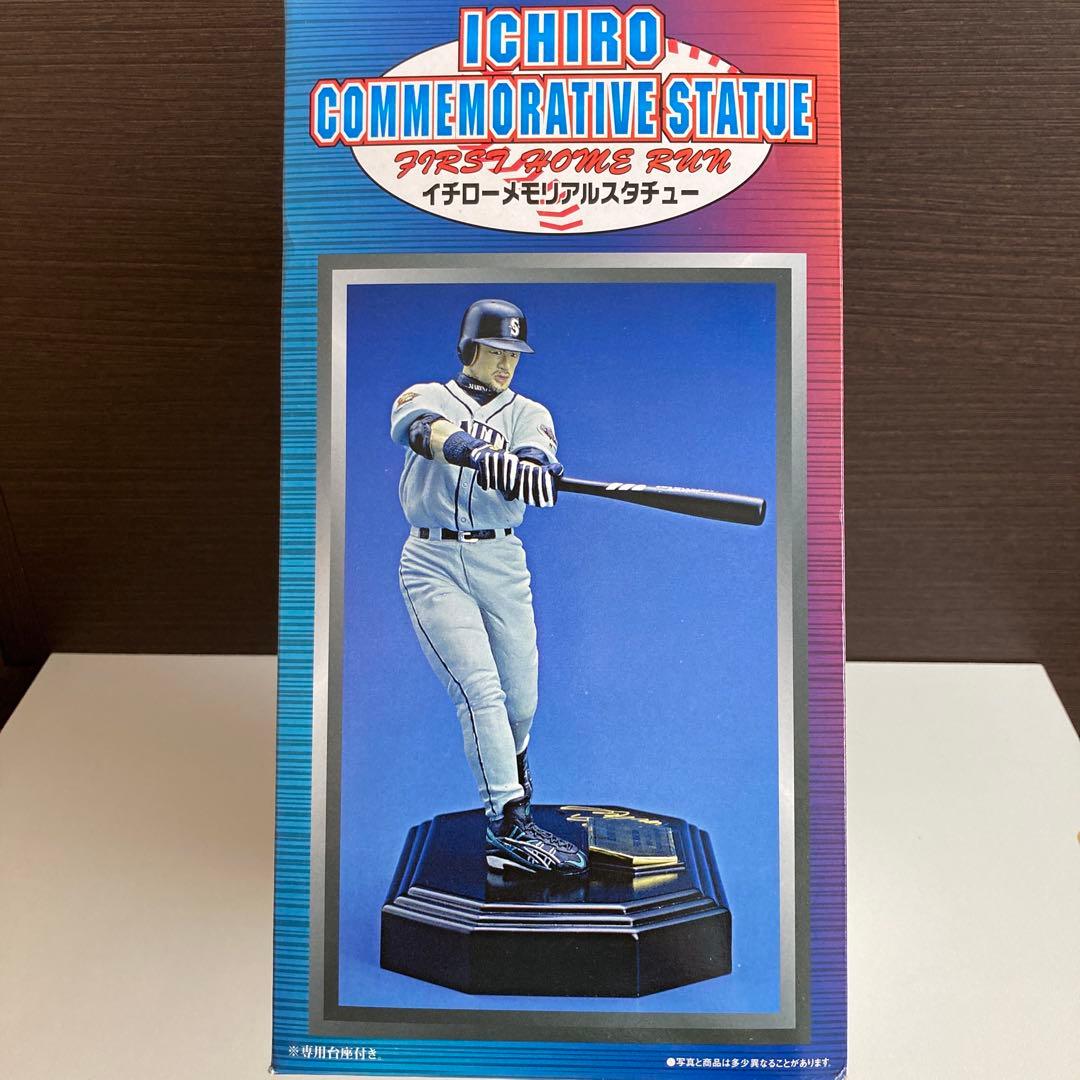 ICHIRO
COMMEMORATIVE STATUE
FIRST HOME RUN
イチローメモリアルスタチュー
S
※専用台座付き。
●写真と商品は多少異なることがあります。